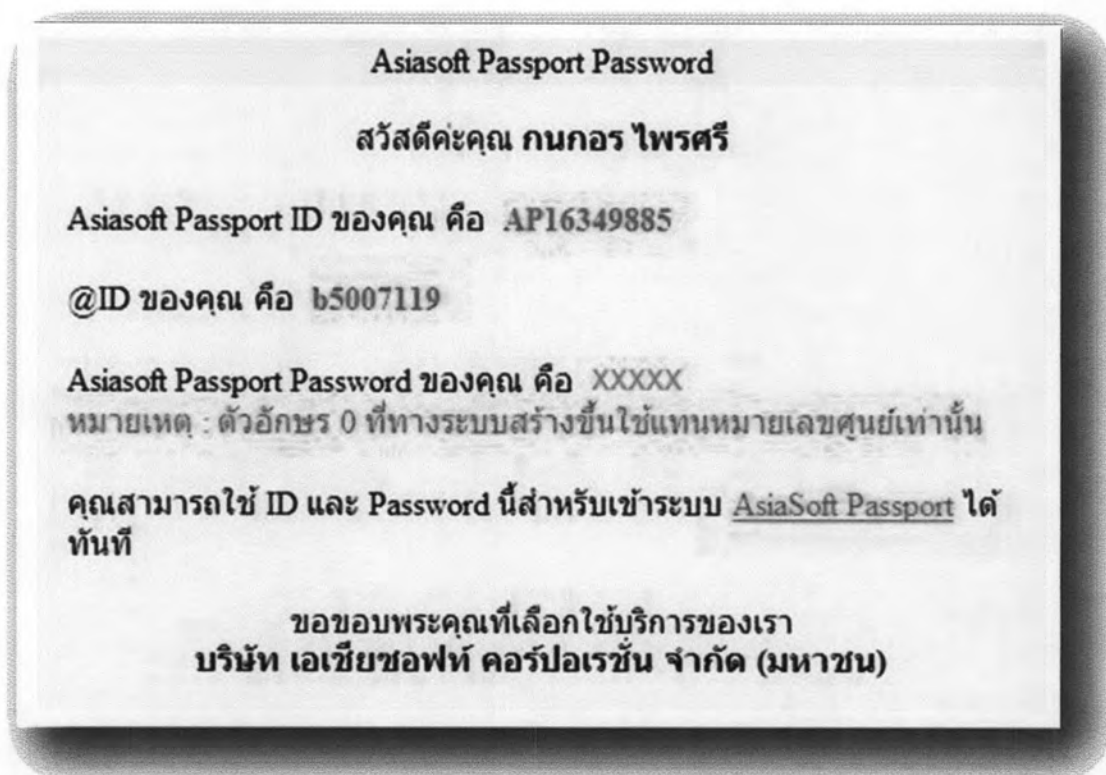 Asiasoft Passport Password
สวัสดีค่ะคุณ กนกอร ไพรศรี
Asiasoft Passport ID ของคุณ คือ AP16349885
@ID ของคุณ คือ b5007119
Asiasoft Passport Password ของคุณ คือ XXXXX
หมายเหตุ : ตัวอักษร 0 ที่ทางระบบสร้างขึ้นใช้แทนหมายเลขศูนย์เท่านั้น
คุณสามารถใช้ ID และ Password นี้สำหรับเข้าระบบ AsiaSoft Passport ได้
ทันที
ขอขอบพระคุณที่เลือกใช้บริการของเรา
บริษัท เอเชียซอฟท์ คอร์ปอเรชั่น จำกัด (มหาชน)